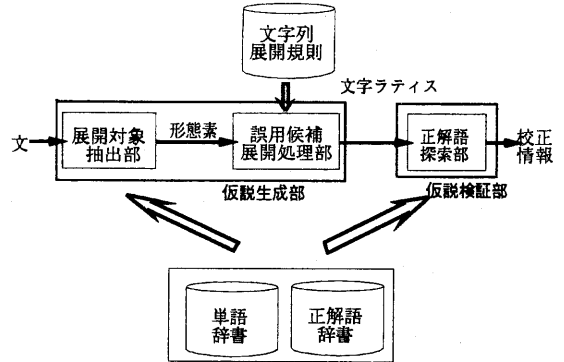 文字列
展開規則
文字ラティス
文
展開対象
抽出部
形態素
誤用候補
展開処理部
正解語
探索部
校正
情報
仮説生成部
仮説検証部
単語
辞書
正解語
辞書